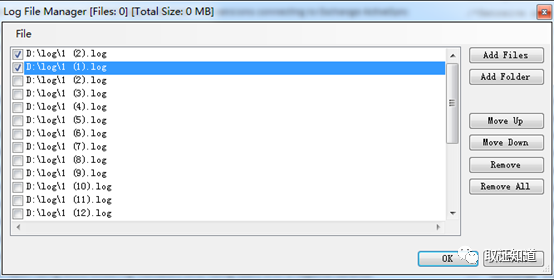 Log File Manager [Files: 0] [Total Size: 0 MB]
File
D:\log\1 (2).log
D:\log\1 (1).log
D:\log\1 (2).log
D:\log\1 (3).log
D:\log\1 (4).log
D:\log\1 (5).log
D:\log\1 (6).log
D:\log\1 (7).log
D:\log\1 (8).log
D:\log\1 (9).log
D:\log\1 (10).log
D:\log\1 (11).log
D:\log\1 (12).log
Add Files
Add Folder
Move Up
Move Down
Remove
Remove All
OK
取证知道